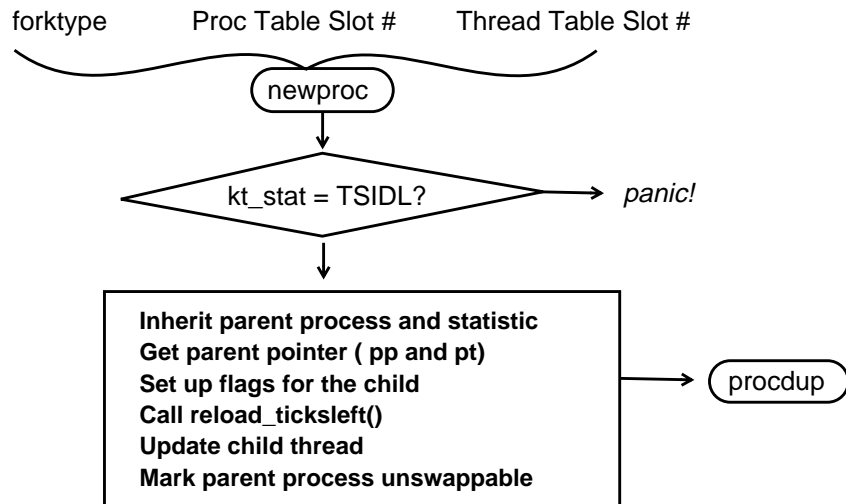 forktype Proc Table Slot # Thread Table Slot #
newproc
kt_stat = TSIDL?
panic!
Inherit parent process and statistic
Get parent pointer ( pp and pt)
Set up flags for the child
Call reload_ticksleft()
Update child thread
Mark parent process unswappable
procdup